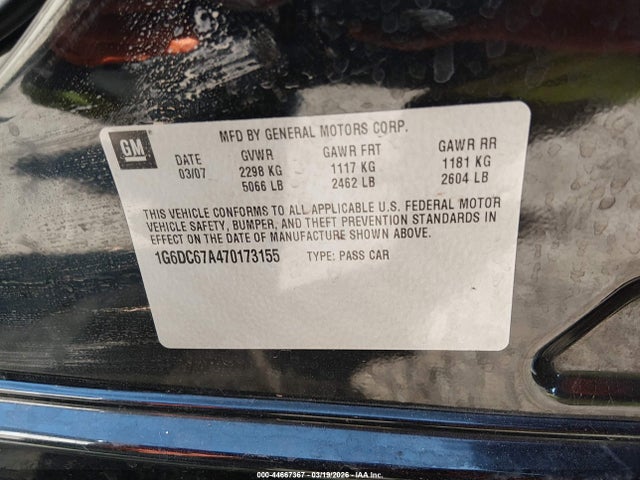 MFD BY GENERAL MOTORS CORP.
GM
DATE GVWR GAWR FRT GAWR RR
03/07 2298 KG 1117 KG 1181 KG
5066 LB 2462 LB 2604 LB
THIS VEHICLE CONFORMS TO ALL APPLICABLE U.S. FEDERAL MOTOR
VEHICLE SAFETY, BUMPER, AND THEFT PREVENTION STANDARDS IN
EFFECT ON THE DATE OF MANUFACTURE SHOWN ABOVE.
1G6DC67A470173155 TYPE: PASS CAR
000-44667367 - 03/19/2026 - IAA Inc.